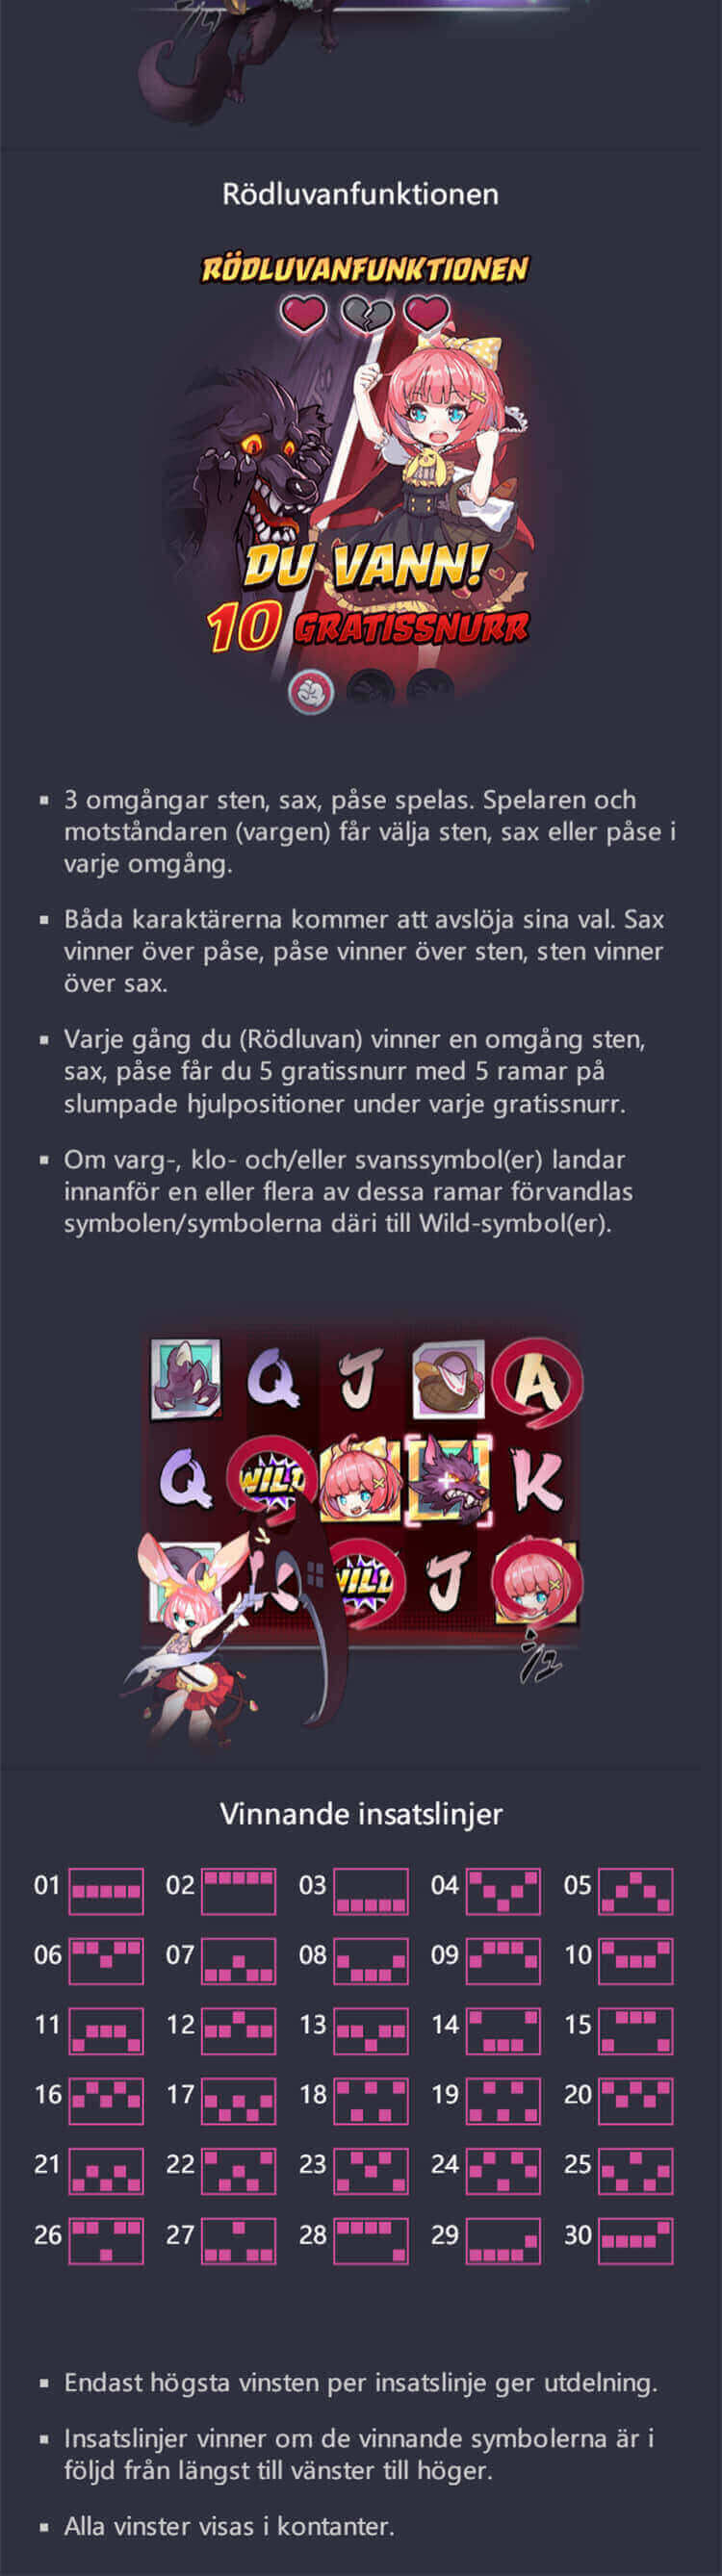 Rödluvanfunktionen
RÖDLUVANFUNKTIONEN
DU VANN!
10 GRATISSNURR
▪ 3 omgångar sten, sax, påse spelas. Spelaren och
motståndaren (vargen) får välja sten, sax eller påse i
varje omgång.
▪ Båda karaktärerna kommer att avslöja sina val. Sax
vinner över påse, påse vinner över sten, sten vinner
över sax.
▪ Varje gång du (Rödluvan) vinner en omgång sten,
sax, påse får du 5 gratissnurr med 5 ramar på
slumpade hjulpositioner under varje gratissnurr.
▪ Om varg-, klo- och/eller svanssymbol(er) landar
innanför en eller flera av dessa ramar förvandlas
symbolen/symbolerna däri till Wild-symbol(er).
Q J A
Q WILD K
K WILD J
Vinnande insatslinjer
01 02 03 04 05
06 07 08 09 10
11 12 13 14 15
16 17 18 19 20
21 22 23 24 25
26 27 28 29 30
▪ Endast högsta vinsten per insatslinje ger utdelning.
▪ Insatslinjer vinner om de vinnande symbolerna är i
följd från längst till vänster till höger.
▪ Alla vinster visas i kontanter.